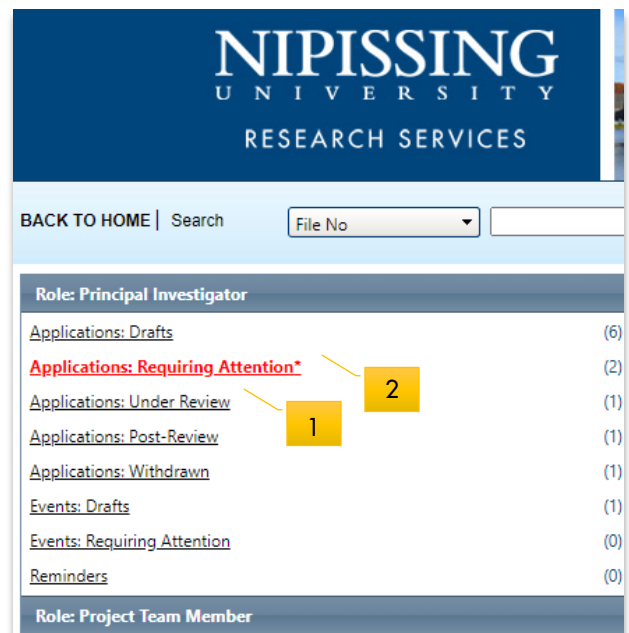 NIPISSING
UNIVERSITY
RESEARCH SERVICES
BACK TO HOME | Search File No
Role: Principal Investigator
Applications: Drafts (6)
Applications: Requiring Attention* (2)
2
Applications: Under Review (1)
1
Applications: Post-Review (1)
Applications: Withdrawn (1)
Events: Drafts (1)
Events: Requiring Attention (0)
Reminders (0)
Role: Project Team Member